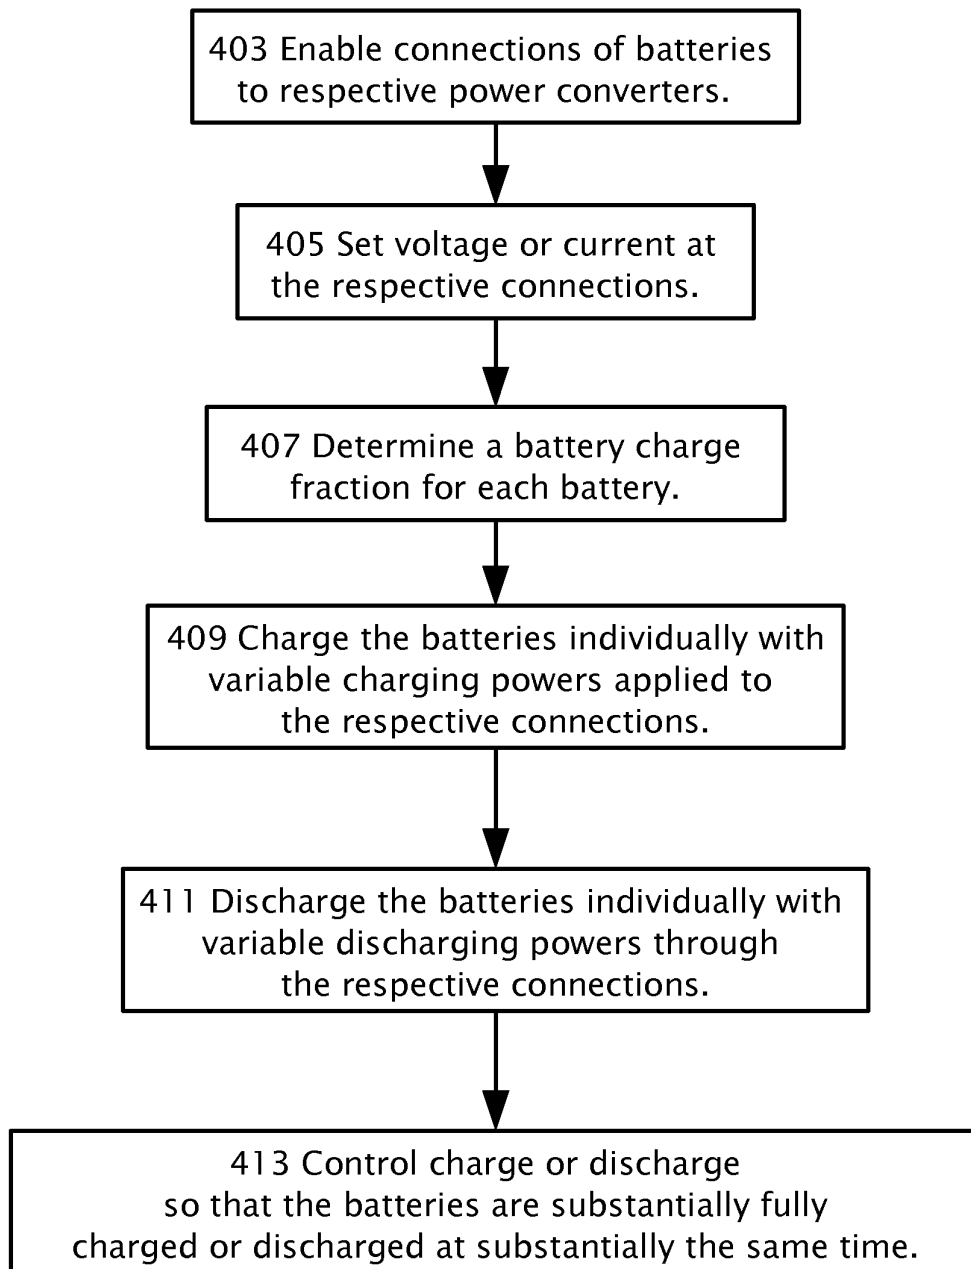 403 Enable connections of batteries
to respective power converters.
405 Set voltage or current at
the respective connections.
407 Determine a battery charge
fraction for each battery.
409 Charge the batteries individually with
variable charging powers applied to
the respective connections.
411 Discharge the batteries individually with
variable discharging powers through
the respective connections.
413 Control charge or discharge
so that the batteries are substantially fully
charged or discharged at substantially the same time.